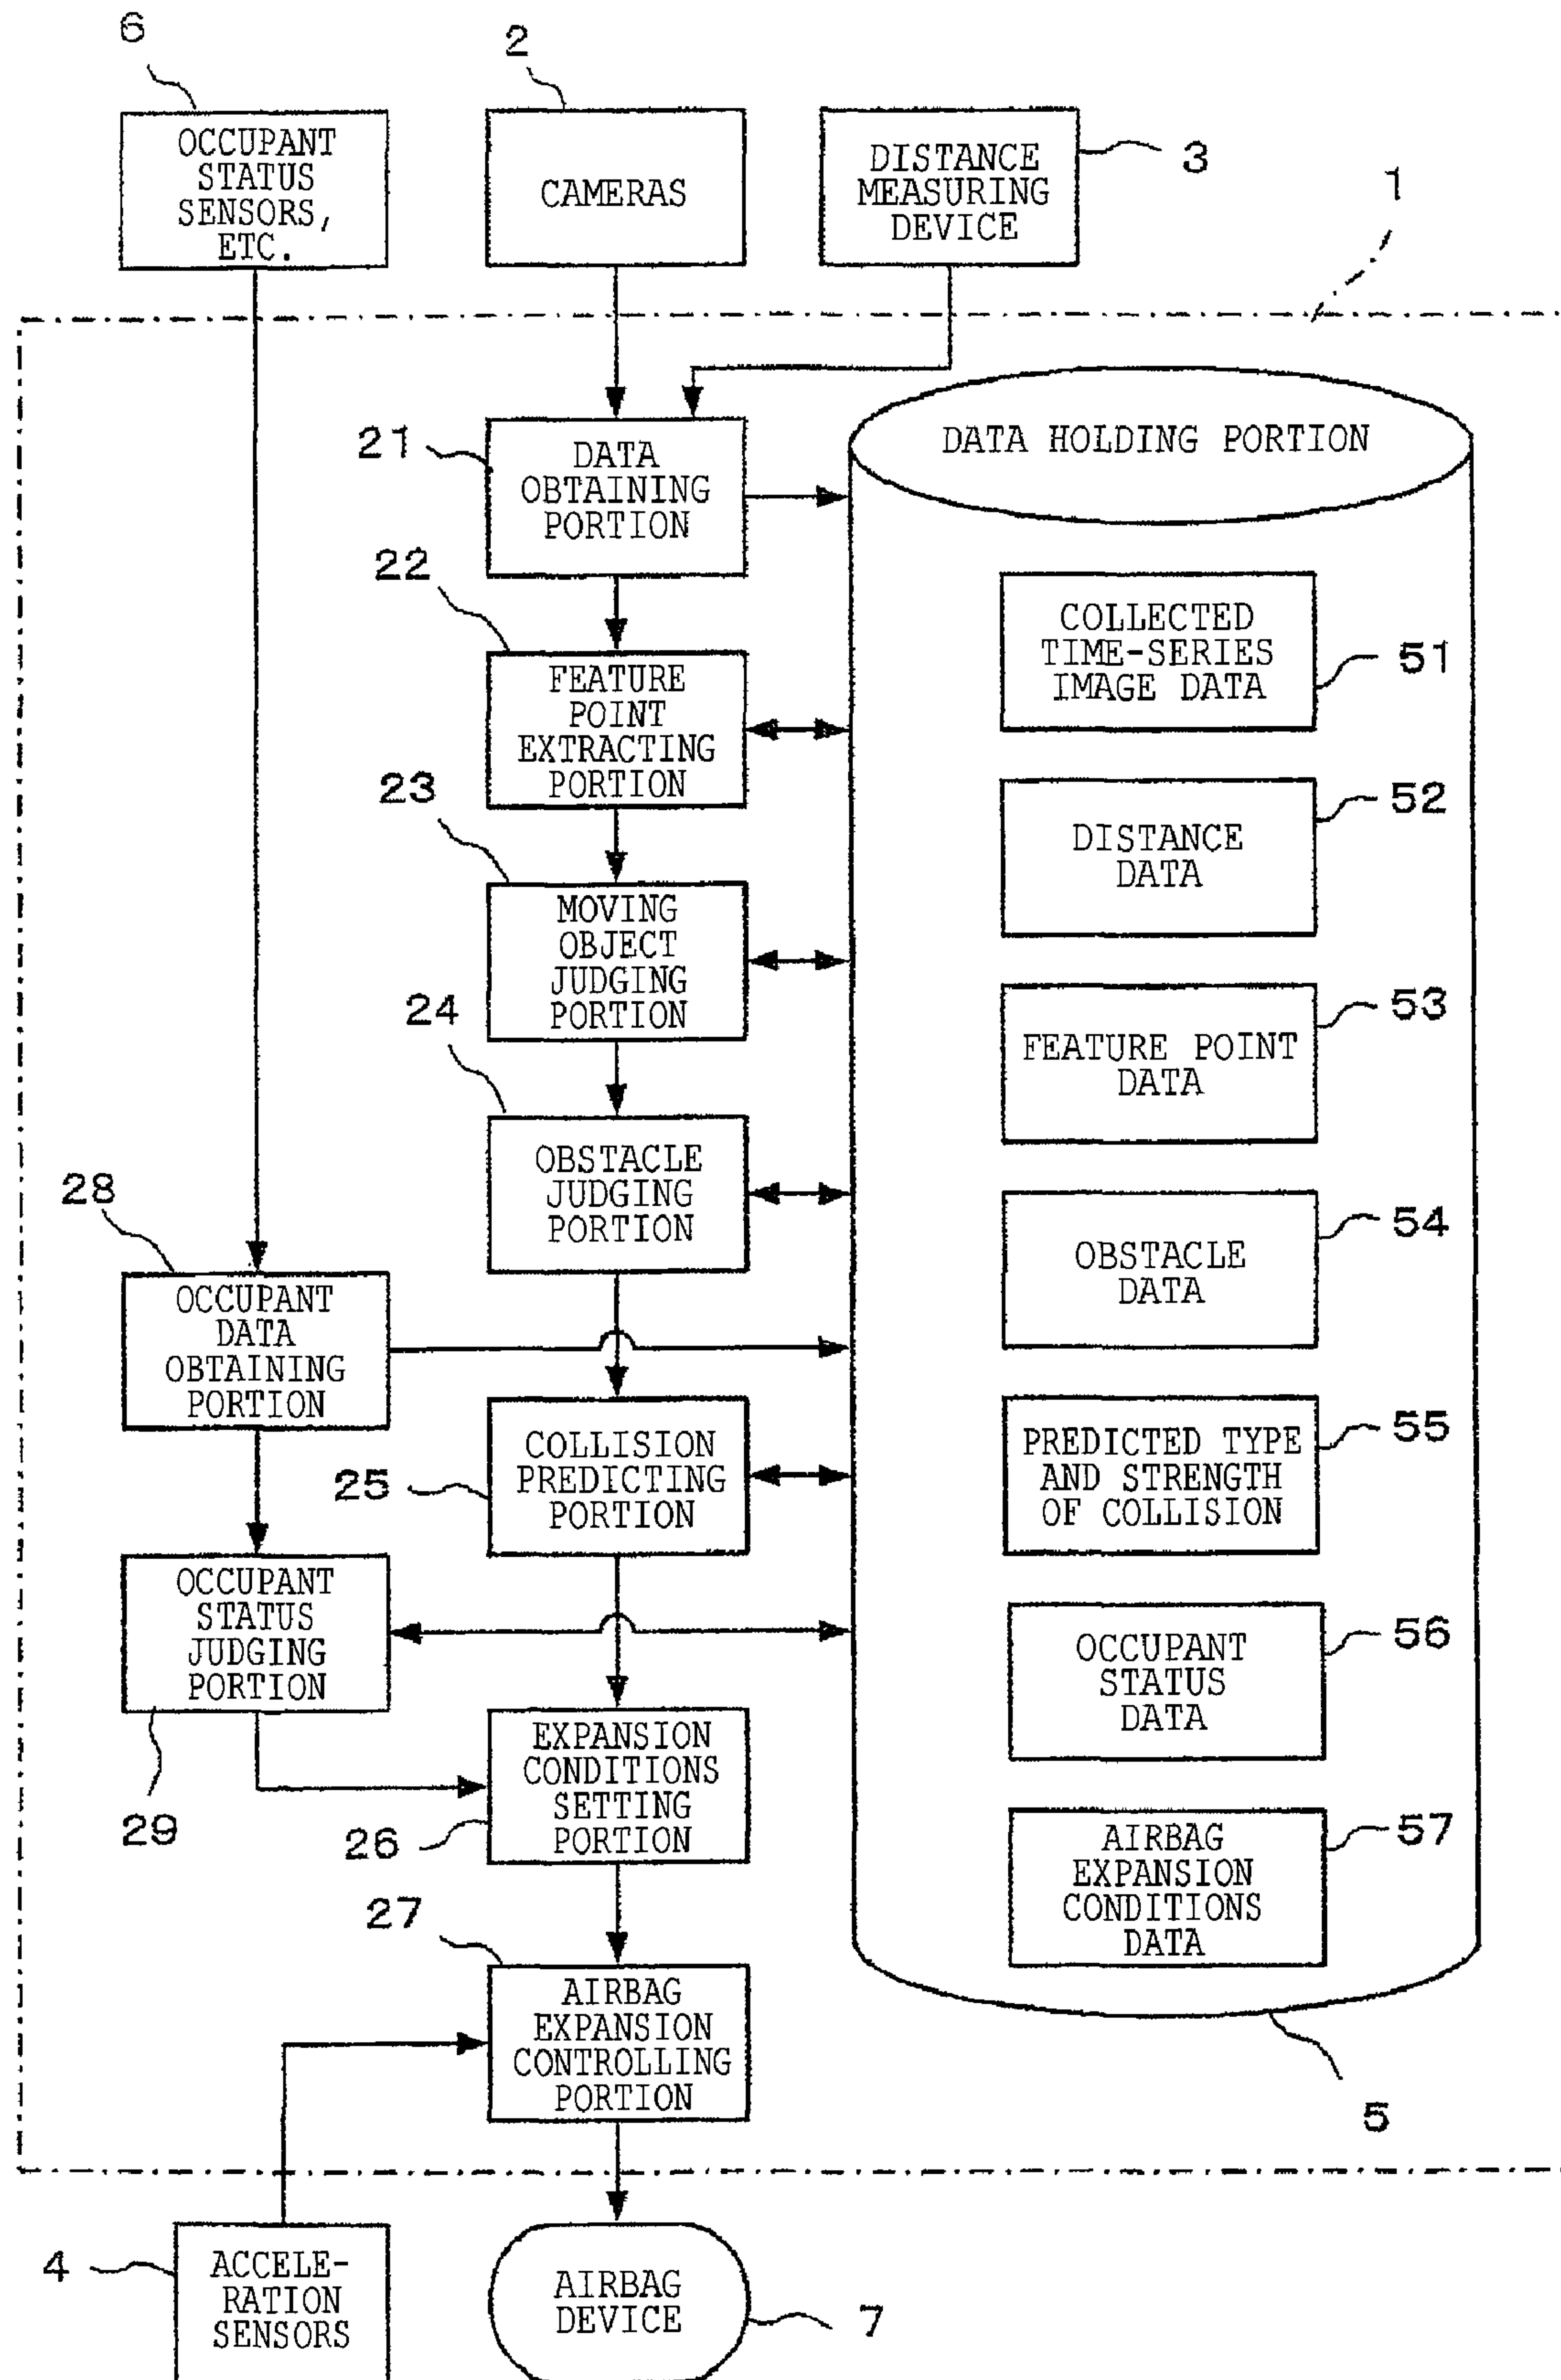 6
2
OCCUPANT
STATUS
SENSORS,
ETC.
CAMERAS
DISTANCE
MEASURING
DEVICE
3
1
21
DATA
OBTAINING
PORTION
DATA HOLDING PORTION
22
FEATURE
POINT
EXTRACTING
PORTION
COLLECTED
TIME-SERIES
IMAGE DATA
51
23
MOVING
OBJECT
JUDGING
PORTION
DISTANCE
DATA
52
24
OBSTACLE
JUDGING
PORTION
FEATURE POINT
DATA
53
28
OCCUPANT
DATA
OBTAINING
PORTION
OBSTACLE
DATA
54
25
COLLISION
PREDICTING
PORTION
PREDICTED TYPE
AND STRENGTH
OF COLLISION
55
OCCUPANT
STATUS
JUDGING
PORTION
29
OCCUPANT
STATUS
DATA
56
EXPANSION
CONDITIONS
SETTING
PORTION
26
AIRBAG
EXPANSION
CONDITIONS
DATA
57
27
AIRBAG
EXPANSION
CONTROLLING
PORTION
5
4
ACCELE-
RATION
SENSORS
AIRBAG
DEVICE
7